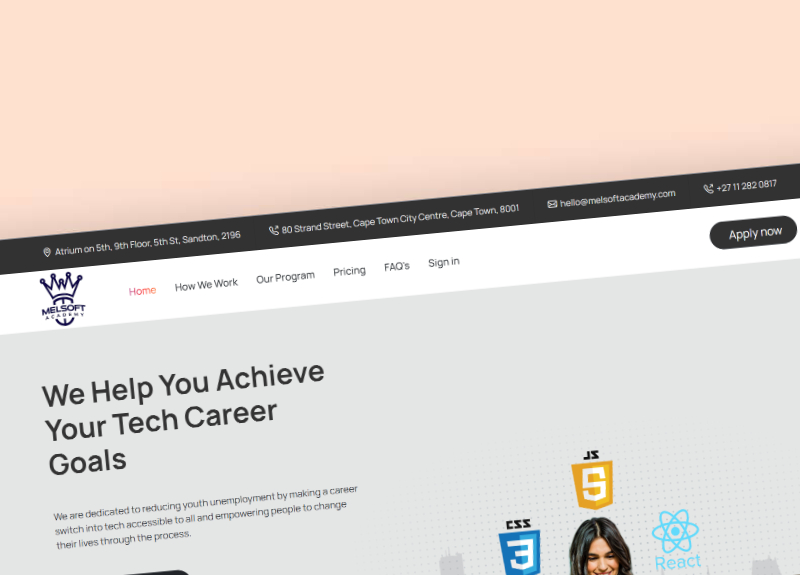 Atrium on 5th, 9th Floor, 5th St, Sandton, 2196
80 Strand Street, Cape Town City Centre, Cape Town, 8001
hello@melsoftacademy.com
+27 11 282 0817
MELSOFT
ACADEMY
Home
How We Work
Our Program
Pricing
FAQ's
Sign in
Apply now
We Help You Achieve
Your Tech Career
Goals
We are dedicated to reducing youth unemployment by making a career
switch into tech accessible to all and empowering people to change
their lives through the process.
JS
5
CSS
3
React